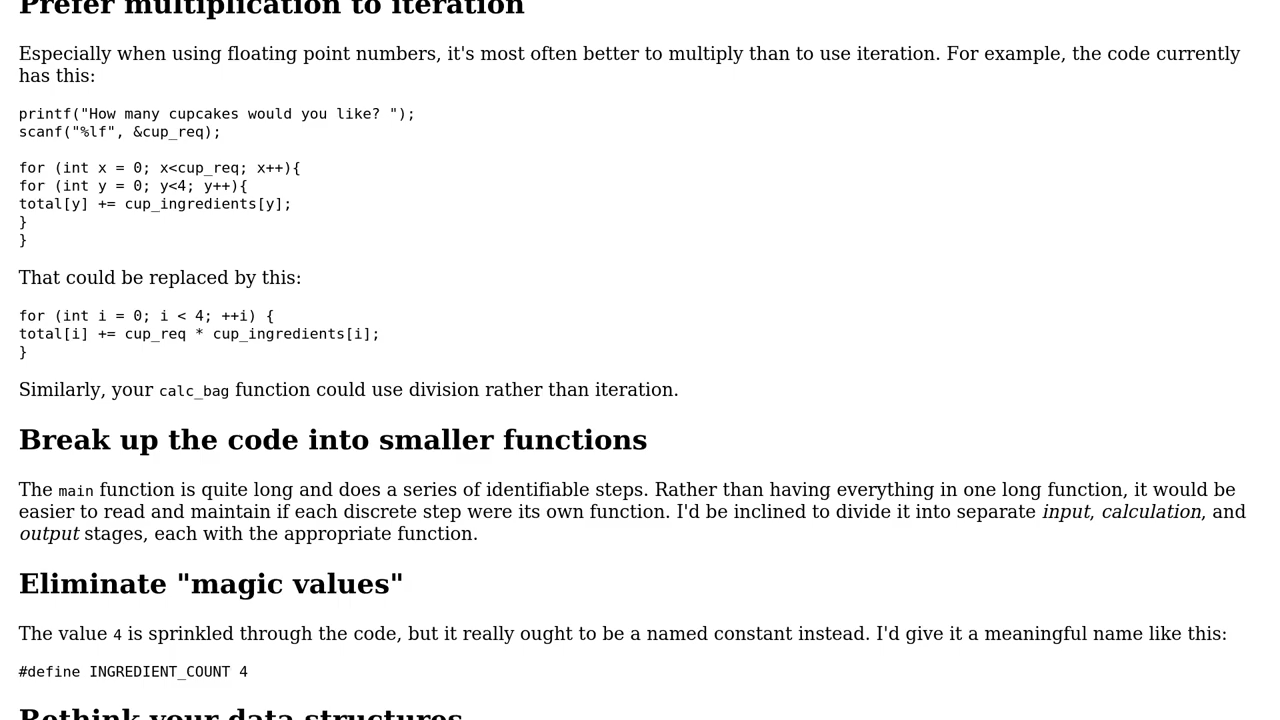 Prefer multiplication to iteration
Especially when using floating point numbers, it's most often better to multiply than to use iteration. For example, the code currently
has this:
printf("How many cupcakes would you like? ");
scanf("%lf", &cup_req);
for (int x = 0; x<cup_req; x++){
for (int y = 0; y<4; y++){
total[y] += cup_ingredients[y];
}
}
That could be replaced by this:
for (int i = 0; i < 4; ++i) {
total[i] += cup_req * cup_ingredients[i];
}
Similarly, your calc_bag function could use division rather than iteration.
Break up the code into smaller functions
The main function is quite long and does a series of identifiable steps. Rather than having everything in one long function, it would be
easier to read and maintain if each discrete step were its own function. I'd be inclined to divide it into separate input, calculation, and
output stages, each with the appropriate function.
Eliminate "magic values"
The value 4 is sprinkled through the code, but it really ought to be a named constant instead. I'd give it a meaningful name like this:
#define INGREDIENT_COUNT 4
Rethink your data structures